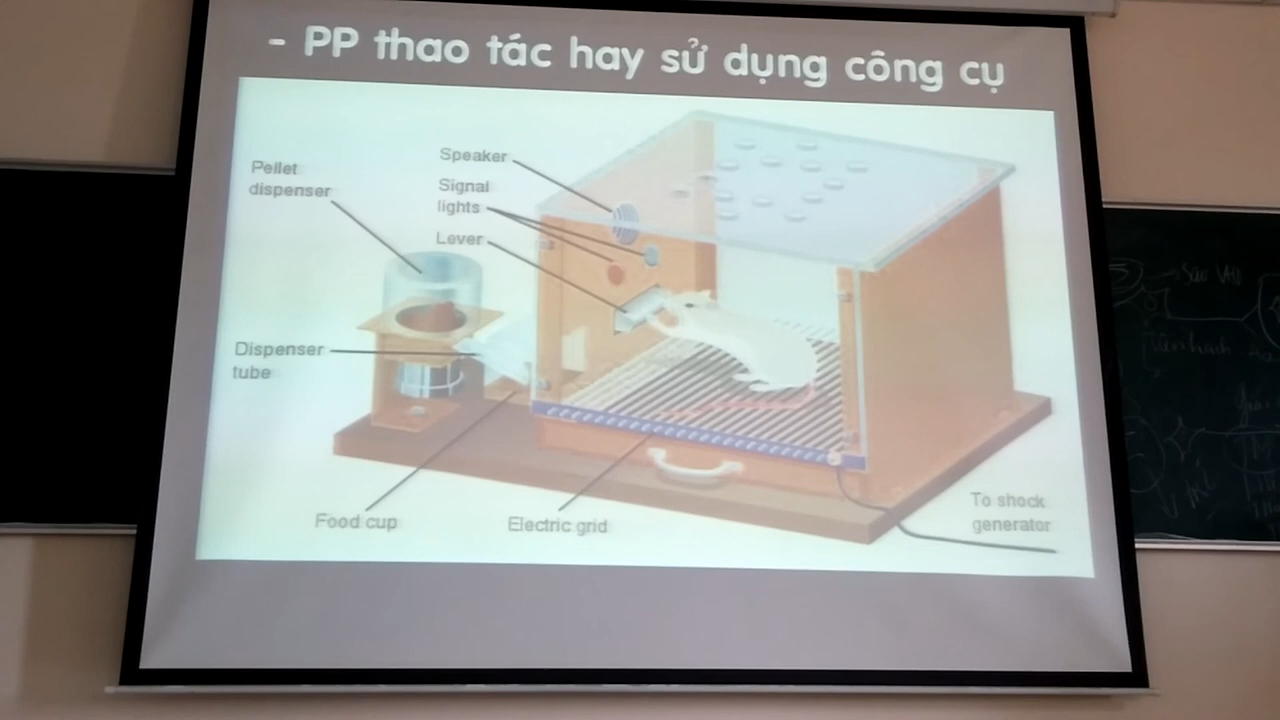 - PP thao tác hay sử dụng công cụ
Pellet
dispenser
Speaker
Signal
lights
Lever
Dispenser
tube
Food cup
Electric grid
To shock
generator